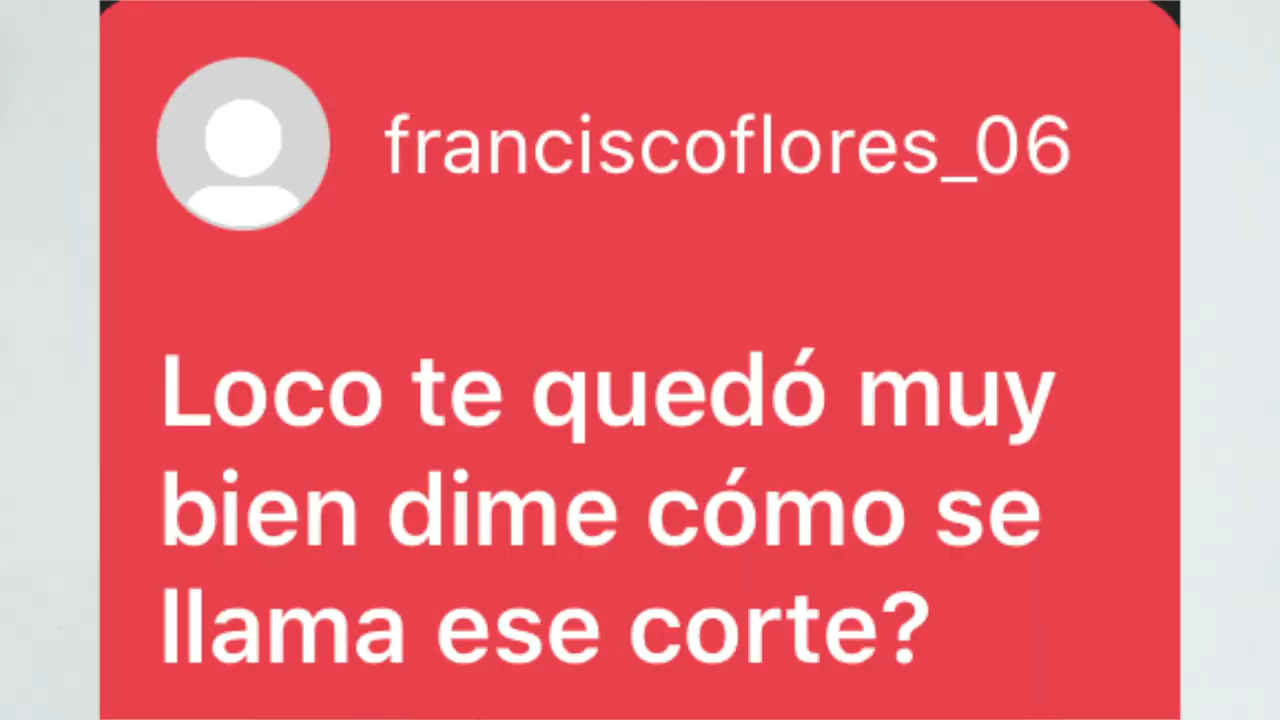 franciscoflores_06
Loco te quedó muy
bien dime cómo se
llama ese corte?